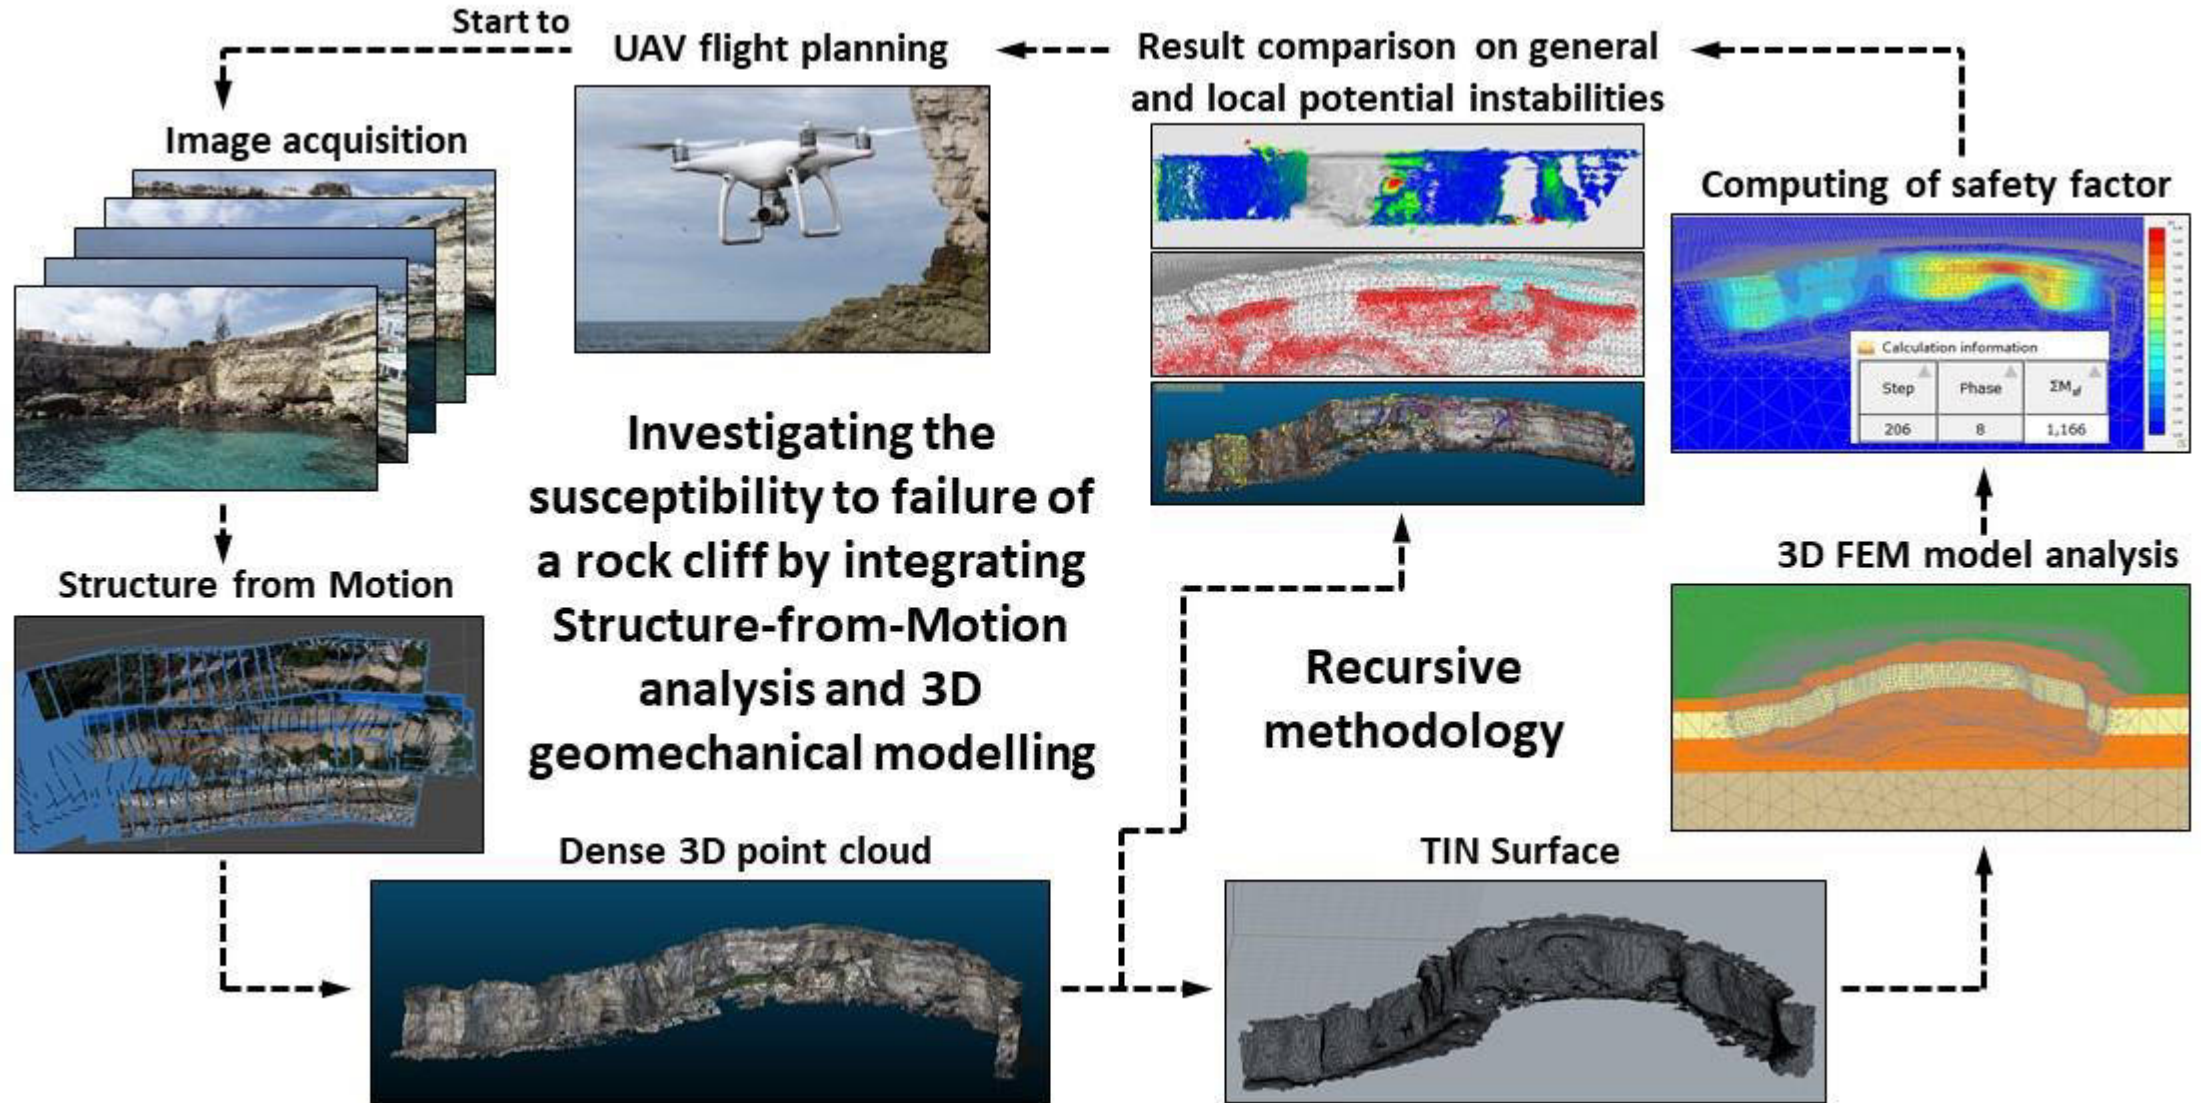 Start to
UAV flight planning
Result comparison on general
and local potential instabilities
Image acquisition
Computing of safety factor
Calculation information
Step Phase ΣMsf
206 8 1,166
Investigating the
susceptibility to failure of
a rock cliff by integrating
Structure-from-Motion
analysis and 3D
geomechanical modelling
Structure from Motion
3D FEM model analysis
Recursive
methodology
Dense 3D point cloud
TIN Surface